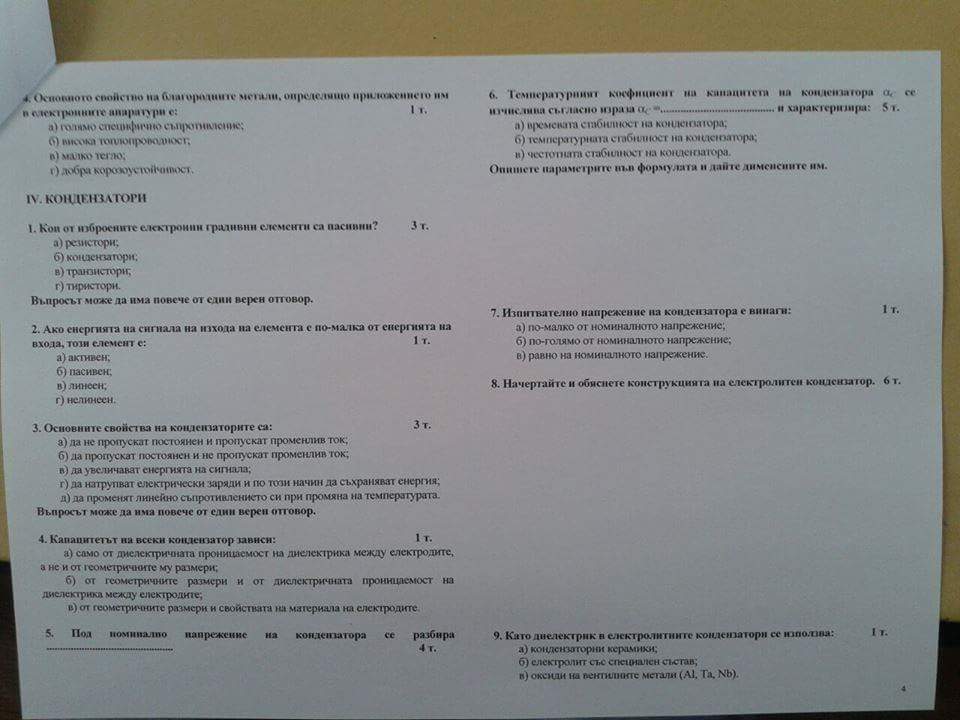 4. Основното свойство на благородните метали, определящо приложението им
в електронните апаратури е: 1 т.
а) голямо специфично съпротивление;
б) висока топлопроводност;
в) малко тегло;
г) добра корозоустойчивост.
IV. КОНДЕНЗАТОРИ
1. Кои от изброените електронни градивни елементи са пасивни? 3 т.
а) резистори;
б) кондензатори;
в) транзистори;
г) тиристори.
Въпросът може да има повече от един верен отговор.
2. Ако енергията на сигнала на изхода на елемента е по-малка от енергията на
входа, този елемент е: 1 т.
а) активен;
б) пасивен;
в) линеен;
г) нелинеен.
3. Основните свойства на кондензаторите са: 3 т.
а) да не пропускат постоянен и пропускат променлив ток;
б) да пропускат постоянен и не пропускат променлив ток;
в) да увеличават енергията на сигнала;
г) да натрупват електрически заряди и по този начин да съхраняват енергия;
д) да променят линейно съпротивлението си при промяна на температурата.
Въпросът може да има повече от един верен отговор.
4. Капацитетът на всеки кондензатор зависи: 1 т.
а) само от диелектричната проницаемост на диелектрика между електродите,
а не и от геометричните му размери;
б) от геометричните размери и от диелектричната проницаемост на
диелектрика между електродите;
в) от геометричните размери и свойствата на материала на електродите.
5. Под номинално напрежение на кондензатора се разбира
............................................... 4 т.
6. Температурният коефициент на капацитета на кондензатора αC се
изчислява съгласно израза αC =.................................... и характеризира: 5 т.
а) времевата стабилност на кондензатора;
б) температурната стабилност на кондензатора;
в) честотната стабилност на кондензатора.
Опишете параметрите във формулата и дайте дименсиите им.
7. Изпитвателно напрежение на кондензатора е винаги: 1 т.
а) по-малко от номиналното напрежение;
б) по-голямо от номиналното напрежение;
в) равно на номиналното напрежение.
8. Начертайте и обяснете конструкцията на електролитен кондензатор. 6 т.
9. Като диелектрик в електролитните кондензатори се използва: 1 т.
а) кондензаторни керамики;
б) електролит със специален състав;
в) оксиди на вентилните метали (Al, Ta, Nb).
4